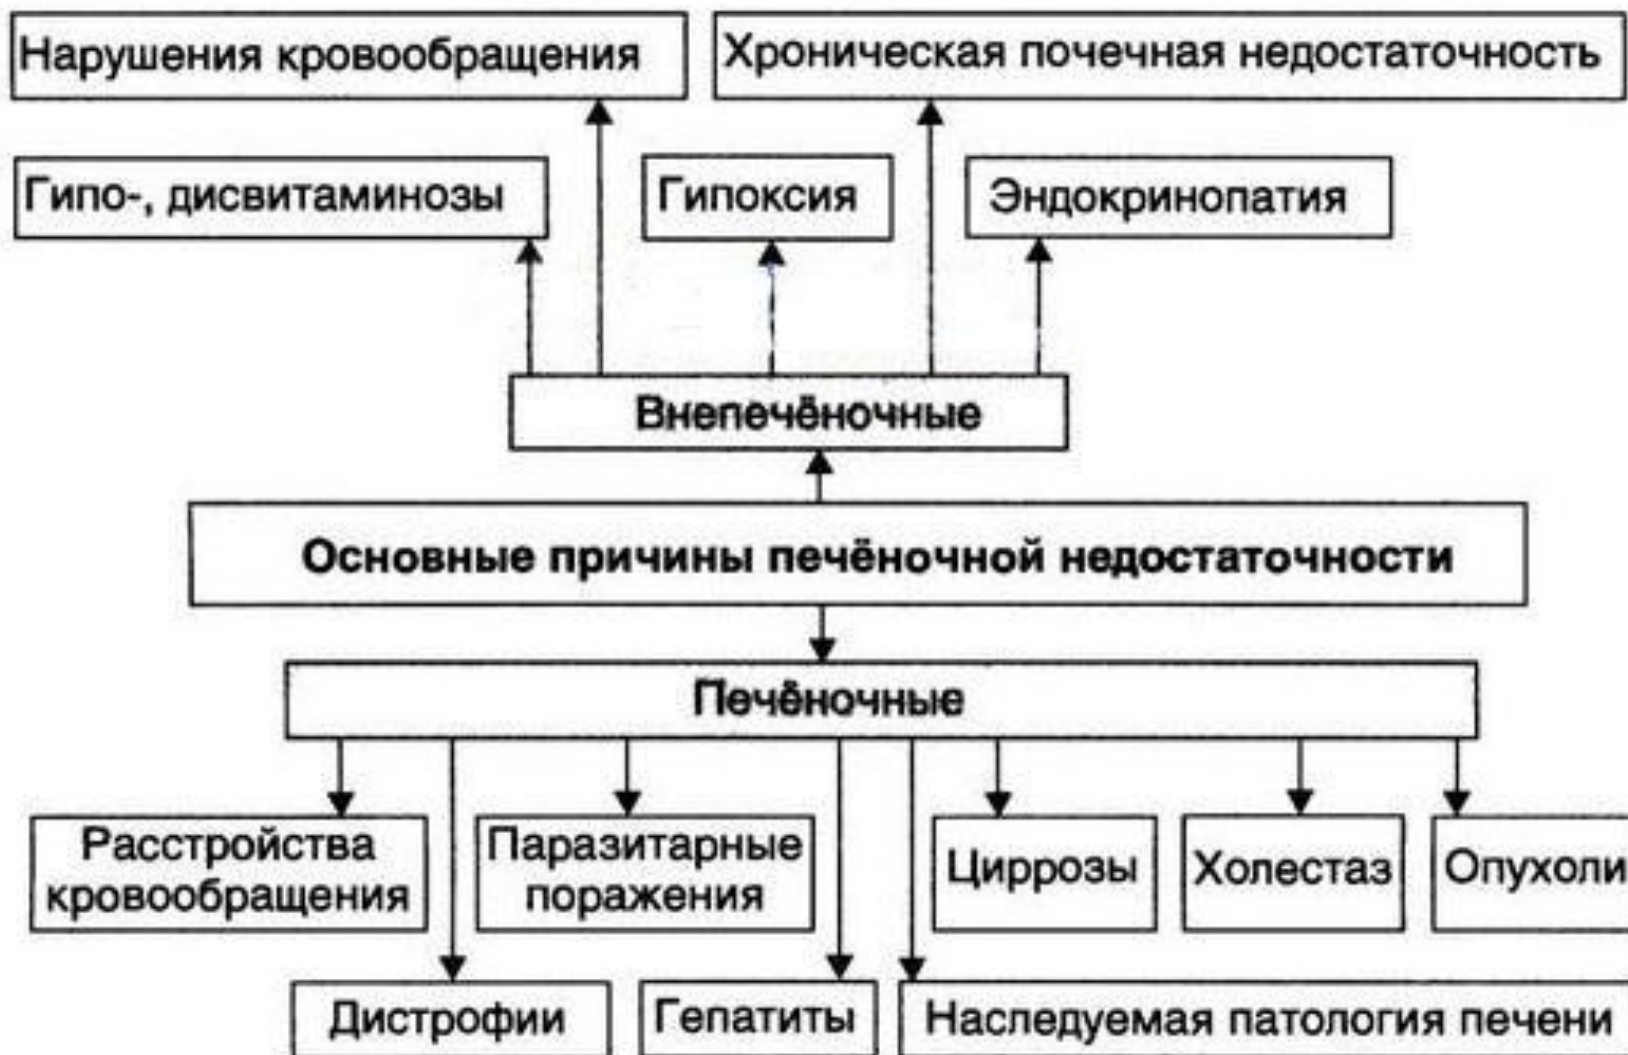 Нарушения кровообращения
Хроническая почечная недостаточность
Гипо-, дисвитаминозы
Гипоксия
Эндокринопатия
Внепечёночные
Основные причины печёночной недостаточности
Печёночные
Расстройства
кровообращения
Паразитарные
поражения
Циррозы
Холестаз
Опухоли
Дистрофии
Гепатиты
Наследуемая патология печени